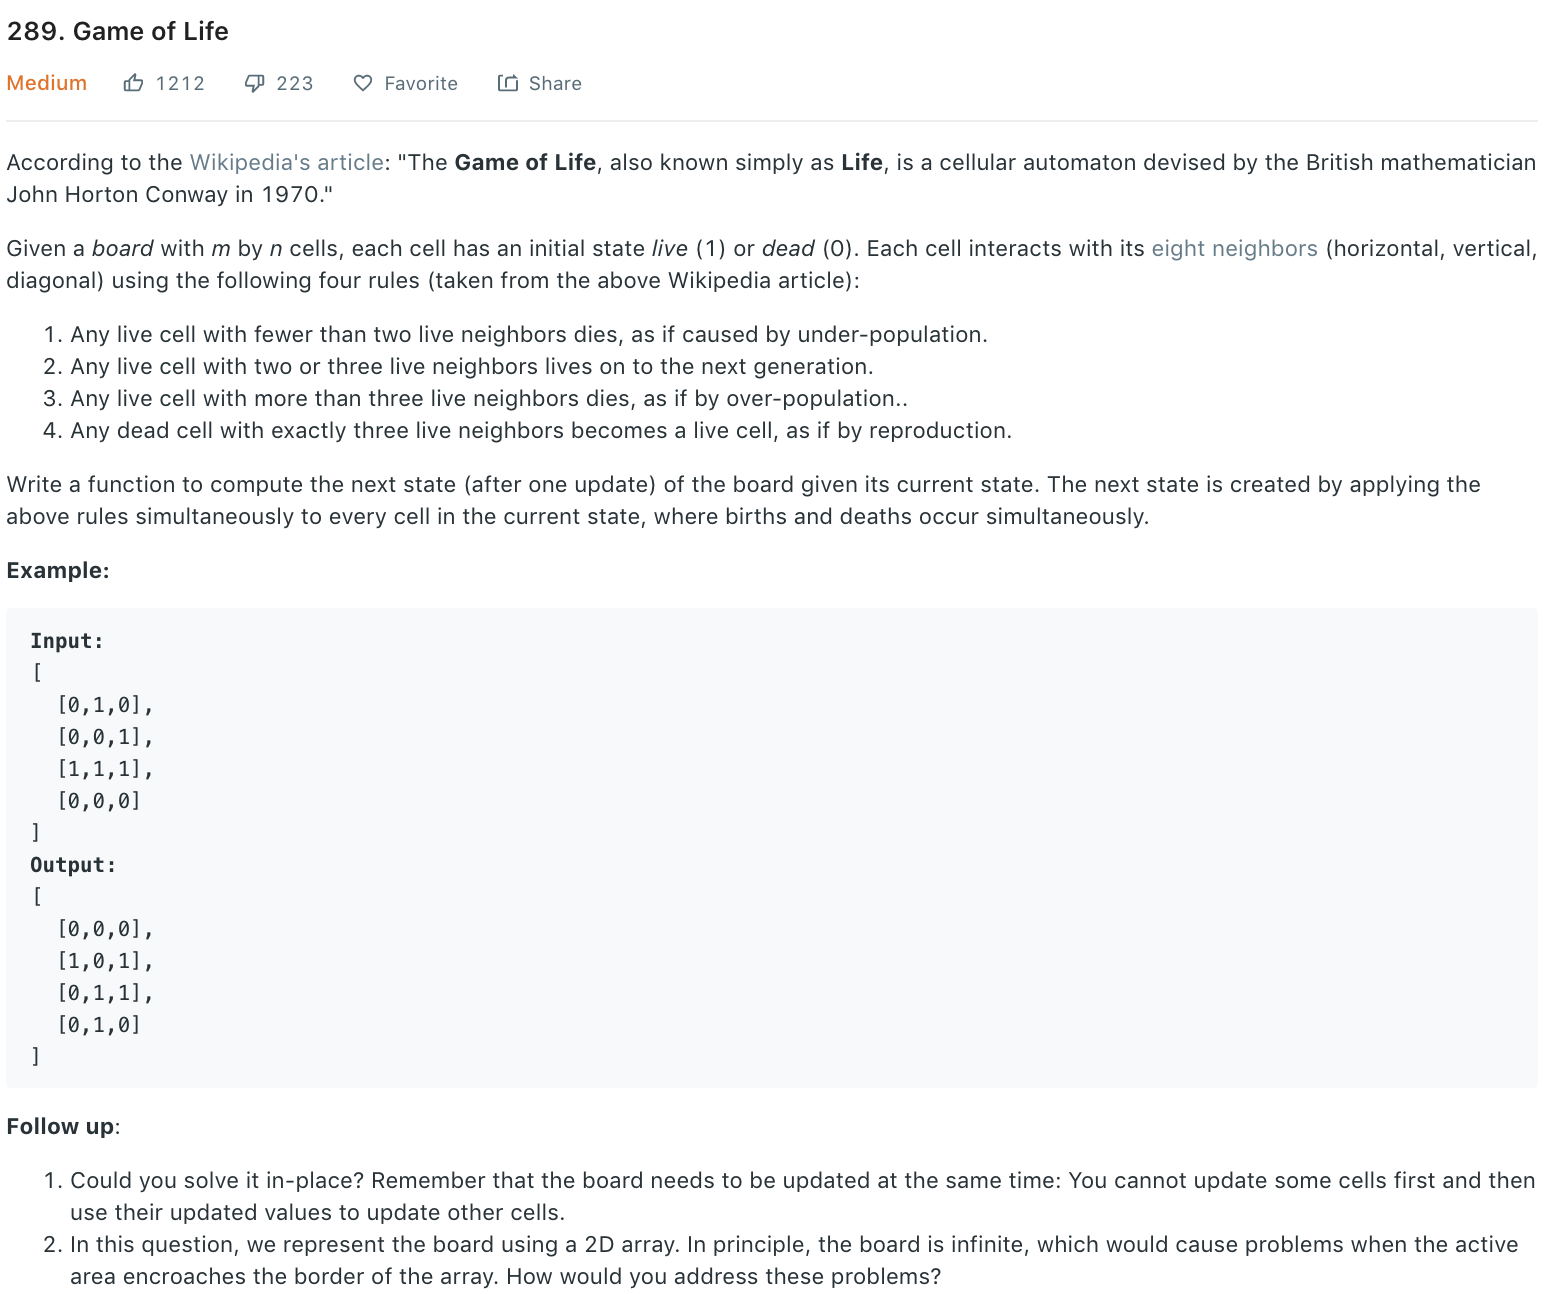 289. Game of Life
Medium 1212 223 Favorite Share
According to the Wikipedia's article: "The Game of Life, also known simply as Life, is a cellular automaton devised by the British mathematician
John Horton Conway in 1970."
Given a board with m by n cells, each cell has an initial state live (1) or dead (0). Each cell interacts with its eight neighbors (horizontal, vertical,
diagonal) using the following four rules (taken from the above Wikipedia article):
1. Any live cell with fewer than two live neighbors dies, as if caused by under-population.
2. Any live cell with two or three live neighbors lives on to the next generation.
3. Any live cell with more than three live neighbors dies, as if by over-population..
4. Any dead cell with exactly three live neighbors becomes a live cell, as if by reproduction.
Write a function to compute the next state (after one update) of the board given its current state. The next state is created by applying the
above rules simultaneously to every cell in the current state, where births and deaths occur simultaneously.
Example:
Input:
[
[0,1,0],
[0,0,1],
[1,1,1],
[0,0,0]
]
Output:
[
[0,0,0],
[1,0,1],
[0,1,1],
[0,1,0]
]
Follow up:
1. Could you solve it in-place? Remember that the board needs to be updated at the same time: You cannot update some cells first and then
use their updated values to update other cells.
2. In this question, we represent the board using a 2D array. In principle, the board is infinite, which would cause problems when the active
area encroaches the border of the array. How would you address these problems?